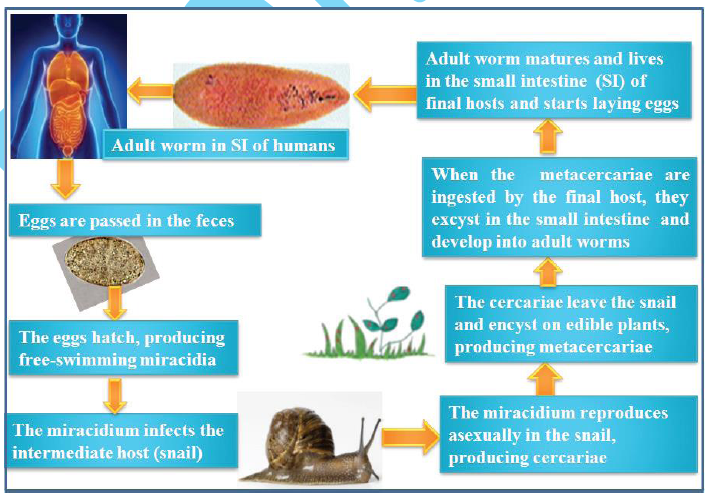 Adult worm in SI of humans
Eggs are passed in the feces
The eggs hatch, producing
free-swimming miracidia
The miracidium infects the
intermediate host (snail)
The miracidium reproduces
asexually in the snail,
producing cercariae
The cercariae leave the snail
and encyst on edible plants,
producing metacercariae
When the metacercariae are
ingested by the final host, they
excyst in the small intestine and
develop into adult worms
Adult worm matures and lives
in the small intestine (SI) of
final hosts and starts laying eggs